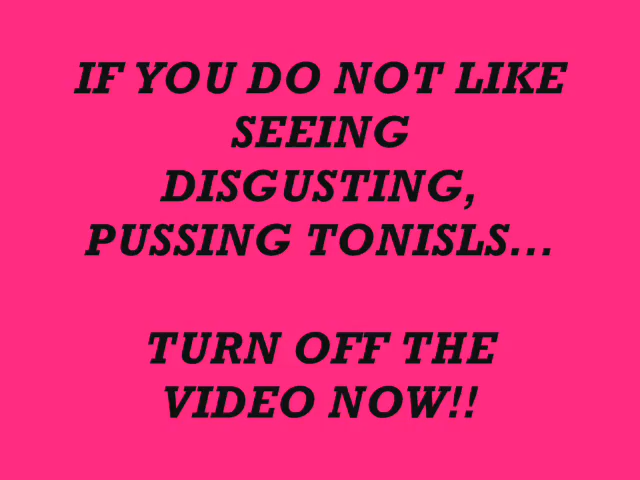 IF YOU DO NOT LIKE
SEEING
DISGUSTING,
PUSSING TONISLS...
TURN OFF THE
VIDEO NOW!!